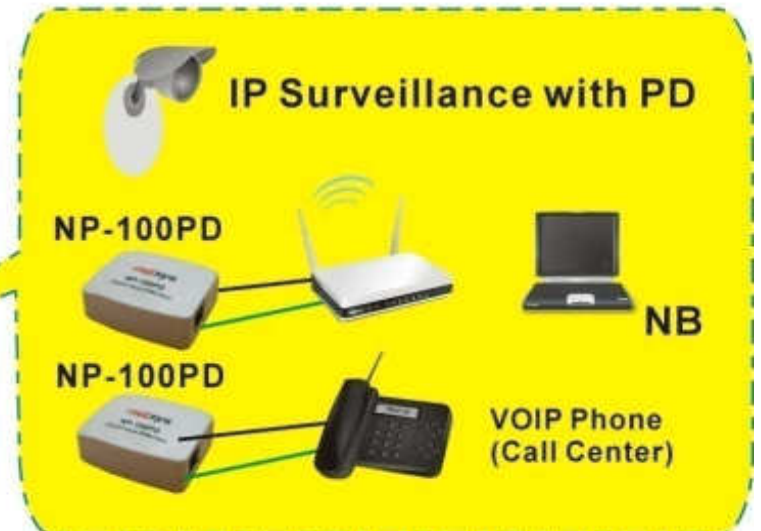 IP Surveillance with PD
NP-100PD
NB
NP-100PD
VOIP Phone
(Call Center)